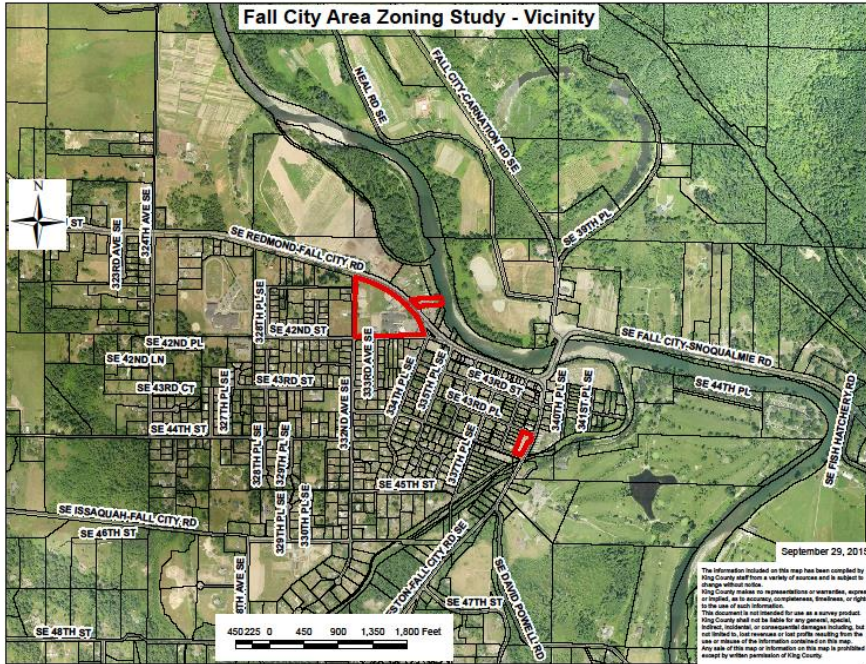 Fall City Area Zoning Study - Vicinity
NEAL RD SE
FALL CITY-CARNATION RD SE
N
ST
323RD AVE SE
324TH AVE SE
SE REDMOND-FALL CITY RD
SE 39TH PL
328TH PL SE
SE 42ND ST
333RD AVE SE
SE 42ND PL
SE 42ND LN
SE 43RD CT
327TH PL SE
SE 43RD ST
332ND AVE SE
334TH PL SE
335TH PL SE
SE 43RD ST
SE 43RD PL
340TH PL SE
341ST PL SE
SE FALL CITY-SNOQUALMIE RD
SE 44TH PL
SE FISH HATCHERY RD
SE 44TH ST
328TH PL SE
329TH PL SE
337TH PL SE
SE 45TH ST
SE ISSAQUAH-FALL CITY RD
SE 46TH ST
329TH PL SE
330TH PL SE
8TH AVE SE
STON-FALL CITY RD SE
SE DAVID POWELL RD
SE 47TH ST
SE 48TH ST
450 225 0 450 900 1,350 1,800 Feet
September 29, 2015
The information included on this map has been compiled by
King County staff from a variety of sources and is subject to
change without notice.
King County makes no representations or warranties, express
or implied, as to accuracy, completeness, timeliness, or rights
to the use of such information.
This document is not intended for use as a survey product.
King County shall not be liable for any general, special,
indirect, incidental, or consequential damages including, but
not limited to, lost revenues or lost profits resulting from the
use or misuse of the information contained on this map.
Any sale of this map or information on this map is prohibited
except by written permission of King County.